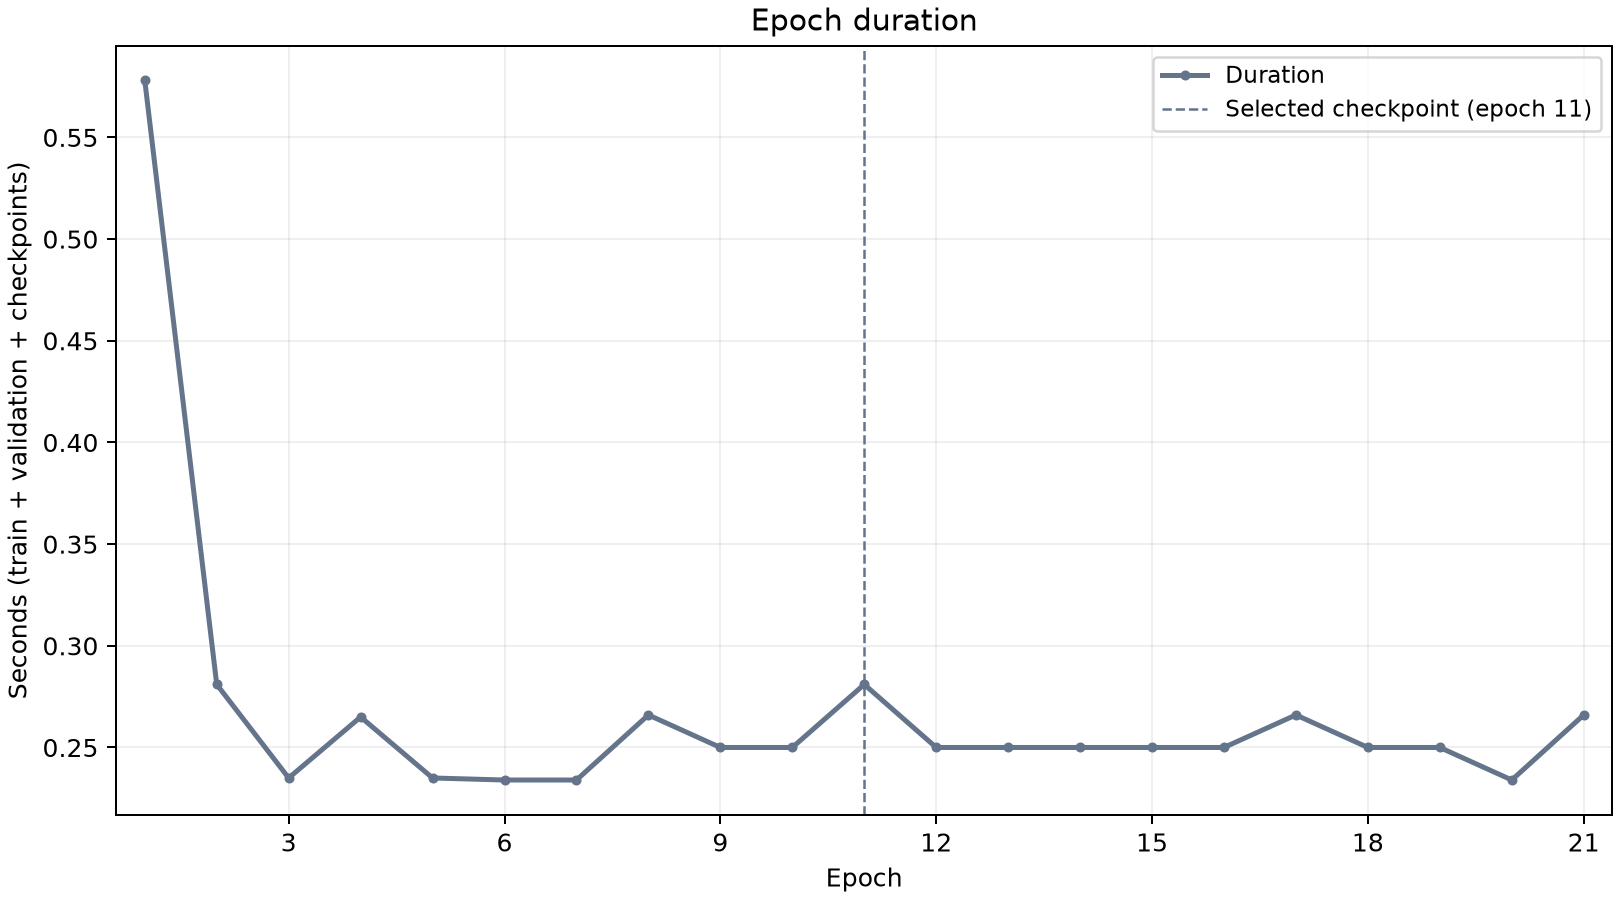 Epoch duration
Duration
Selected checkpoint (epoch 11)
Seconds (train + validation + checkpoints)
0.55
0.50
0.45
0.40
0.35
0.30
0.25
3 6 9 12 15 18 21
Epoch